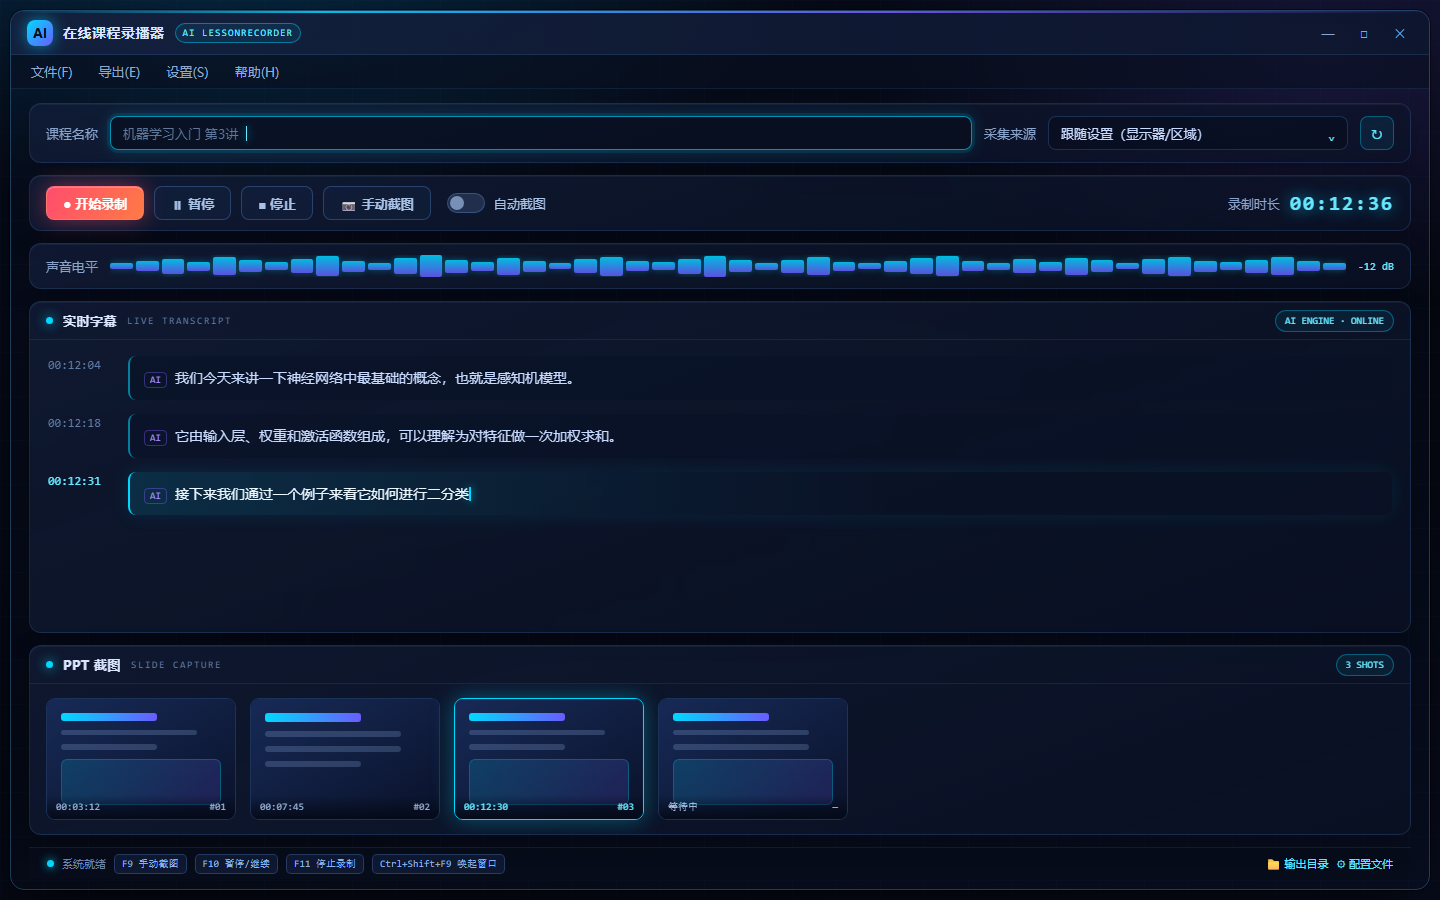 AI 在线课程录播器 AI LESSONRECORDER
文件(F) 导出(E) 设置(S) 帮助(H)
课程名称 机器学习入门 第3讲 采集来源 跟随设置（显示器/区域）
开始录制 暂停 停止 手动截图 自动截图 录制时长 00:12:36
声音电平 -12 dB
实时字幕 LIVE TRANSCRIPT AI ENGINE · ONLINE
00:12:04 AI 我们今天来讲一下神经网络中最基础的概念，也就是感知机模型。
00:12:18 AI 它由输入层、权重和激活函数组成，可以理解为对特征做一次加权求和。
00:12:31 AI 接下来我们通过一个例子来看它如何进行二分类
PPT 截图 SLIDE CAPTURE 3 SHOTS
00:03:12 #01 00:07:45 #02 00:12:30 #03 等待中 —
系统就绪 F9 手动截图 F10 暂停/继续 F11 停止录制 Ctrl+Shift+F9 唤起窗口 输出目录 配置文件